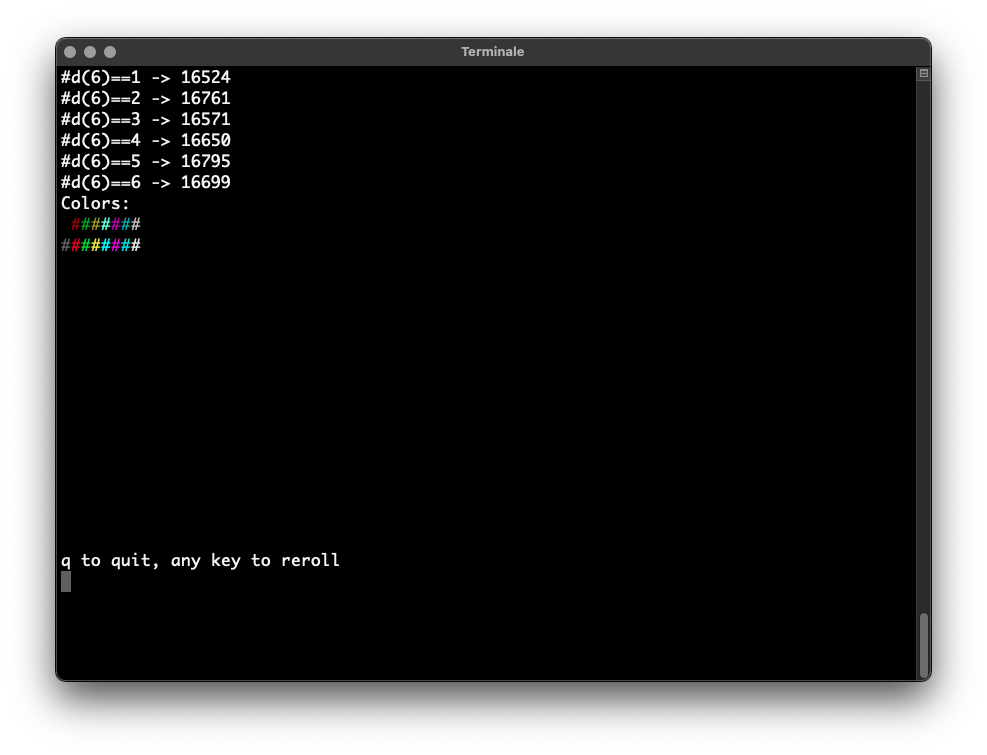 Terminale
#d(6)==1 -> 16524
#d(6)==2 -> 16761
#d(6)==3 -> 16571
#d(6)==4 -> 16650
#d(6)==5 -> 16795
#d(6)==6 -> 16699
Colors:
 #######
########
q to quit, any key to reroll